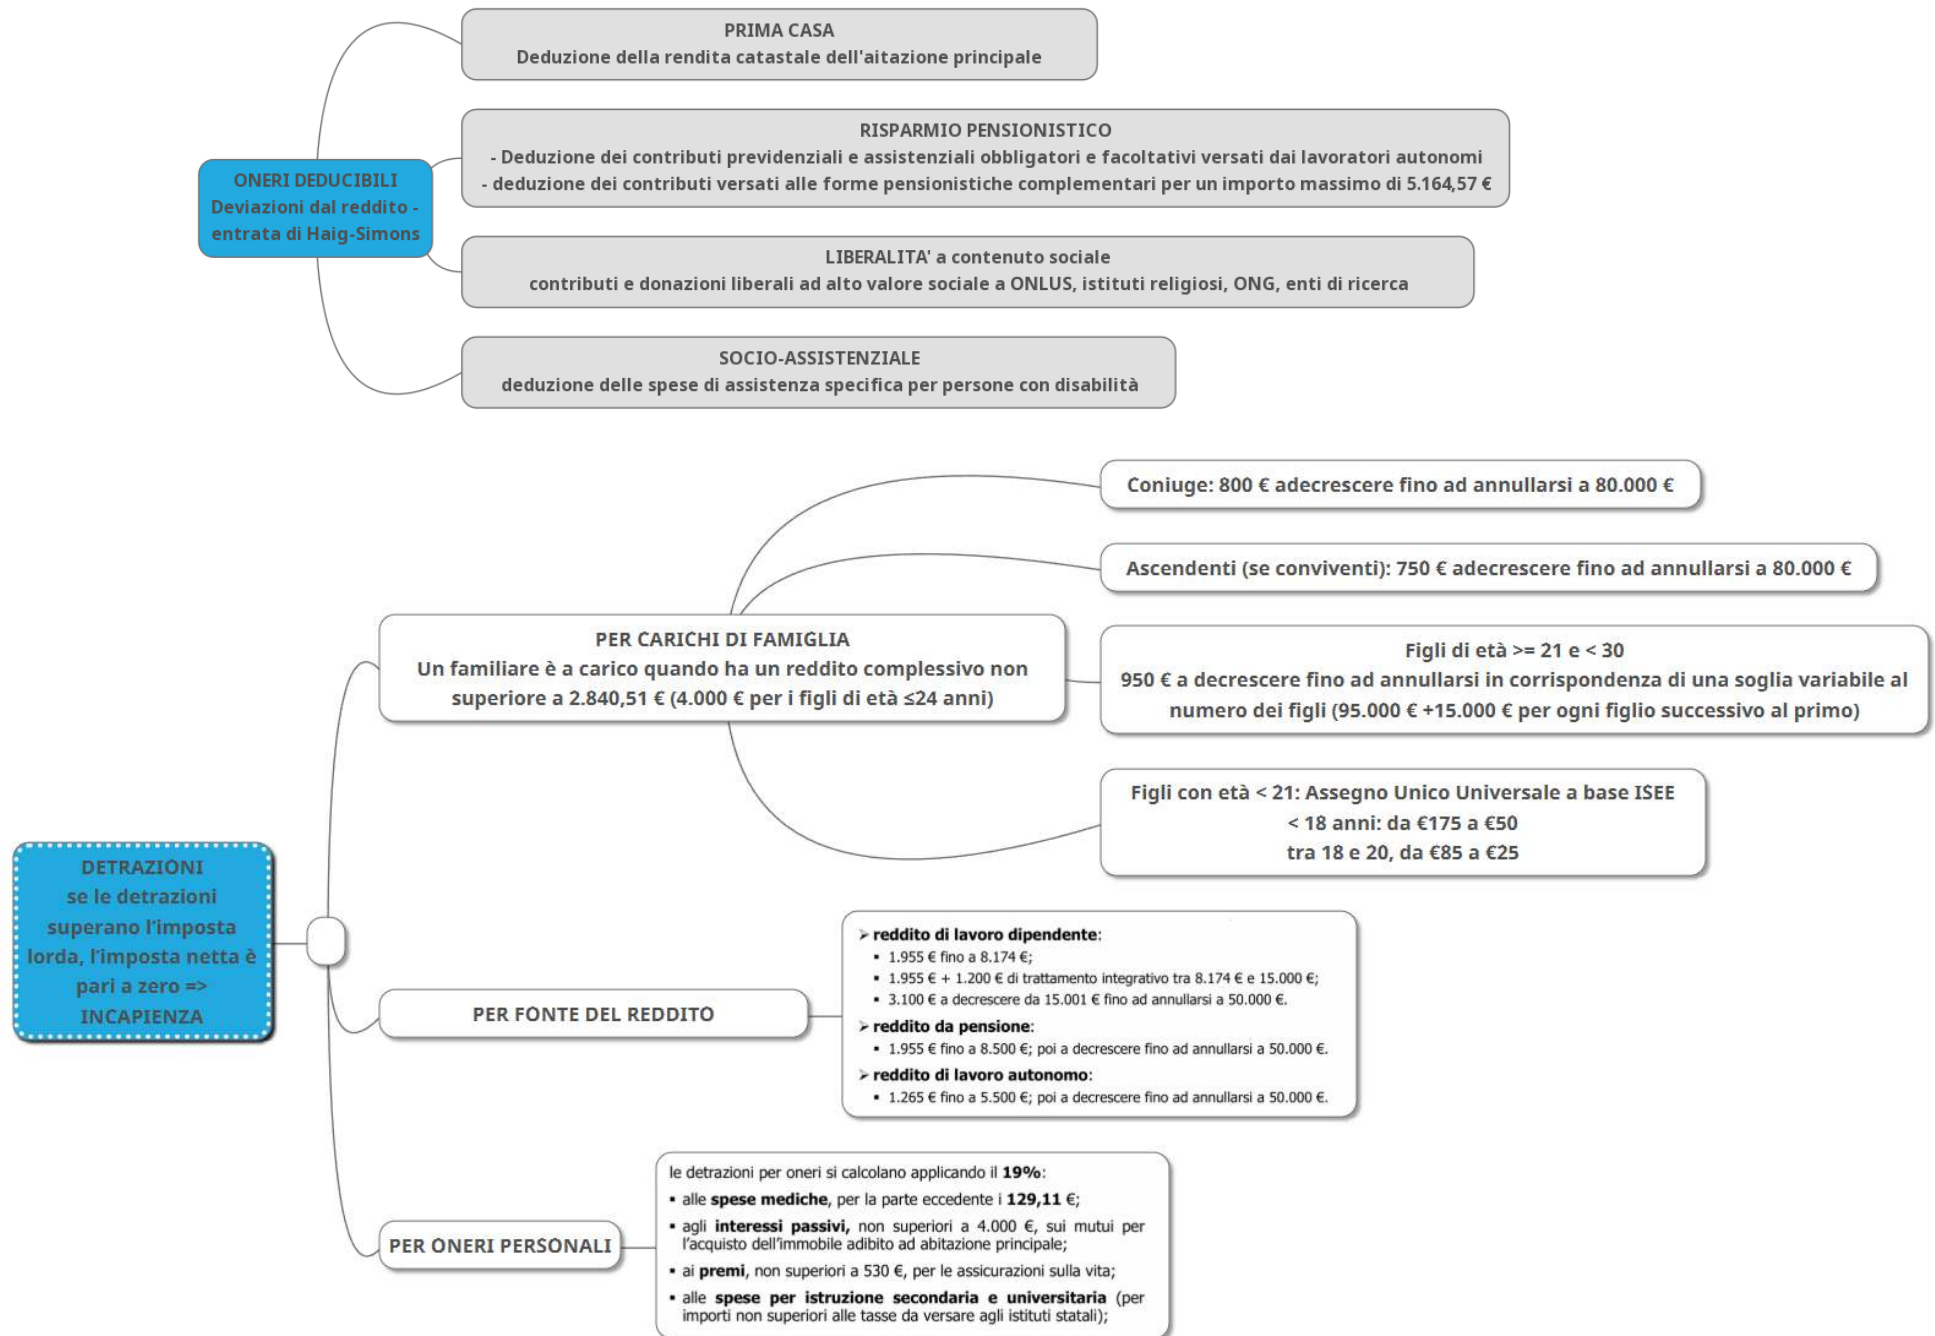 PRIMA CASA
Deduzione della rendita catastale dell'aitazione principale
RISPARMIO PENSIONISTICO
- Deduzione dei contributi previdenziali e assistenziali obbligatori e facoltativi versati dai lavoratori autonomi
- deduzione dei contributi versati alle forme pensionistiche complementari per un importo massimo di 5.164,57 €
ONERI DEDUCIBILI
Deviazioni dal reddito -
entrata di Haig-Simons
LIBERALITA' a contenuto sociale
contributi e donazioni liberali ad alto valore sociale a ONLUS, istituti religiosi, ONG, enti di ricerca
SOCIO-ASSISTENZIALE
deduzione delle spese di assistenza specifica per persone con disabilità
Coniuge: 800 € adecrescere fino ad annullarsi a 80.000 €
Ascendenti (se conviventi): 750 € adecrescere fino ad annullarsi a 80.000 €
PER CARICHI DI FAMIGLIA
Un familiare è a carico quando ha un reddito complessivo non
superiore a 2.840,51 € (4.000 € per i figli di età ≤24 anni)
Figli di età >= 21 e < 30
950 € a decrescere fino ad annullarsi in corrispondenza di una soglia variabile al
numero dei figli (95.000 € +15.000 € per ogni figlio successivo al primo)
Figli con età < 21: Assegno Unico Universale a base ISEE
< 18 anni: da €175 a €50
tra 18 e 20, da €85 a €25
DETRAZIONI
se le detrazioni
superano l’imposta
lorda, l’imposta netta è
pari a zero =>
INCAPIENZA
PER FONTE DEL REDDITO
➢ reddito di lavoro dipendente:
▪ 1.955 € fino a 8.174 €;
▪ 1.955 € + 1.200 € di trattamento integrativo tra 8.174 € e 15.000 €;
▪ 3.100 € a decrescere da 15.001 € fino ad annullarsi a 50.000 €.
➢ reddito da pensione:
▪ 1.955 € fino a 8.500 €; poi a decrescere fino ad annullarsi a 50.000 €.
➢ reddito di lavoro autonomo:
▪ 1.265 € fino a 5.500 €; poi a decrescere fino ad annullarsi a 50.000 €.
PER ONERI PERSONALI
le detrazioni per oneri si calcolano applicando il 19%:
▪ alle spese mediche, per la parte eccedente i 129,11 €;
▪ agli interessi passivi, non superiori a 4.000 €, sui mutui per
l’acquisto dell’immobile adibito ad abitazione principale;
▪ ai premi, non superiori a 530 €, per le assicurazioni sulla vita;
▪ alle spese per istruzione secondaria e universitaria (per
importi non superiori alle tasse da versare agli istituti statali);